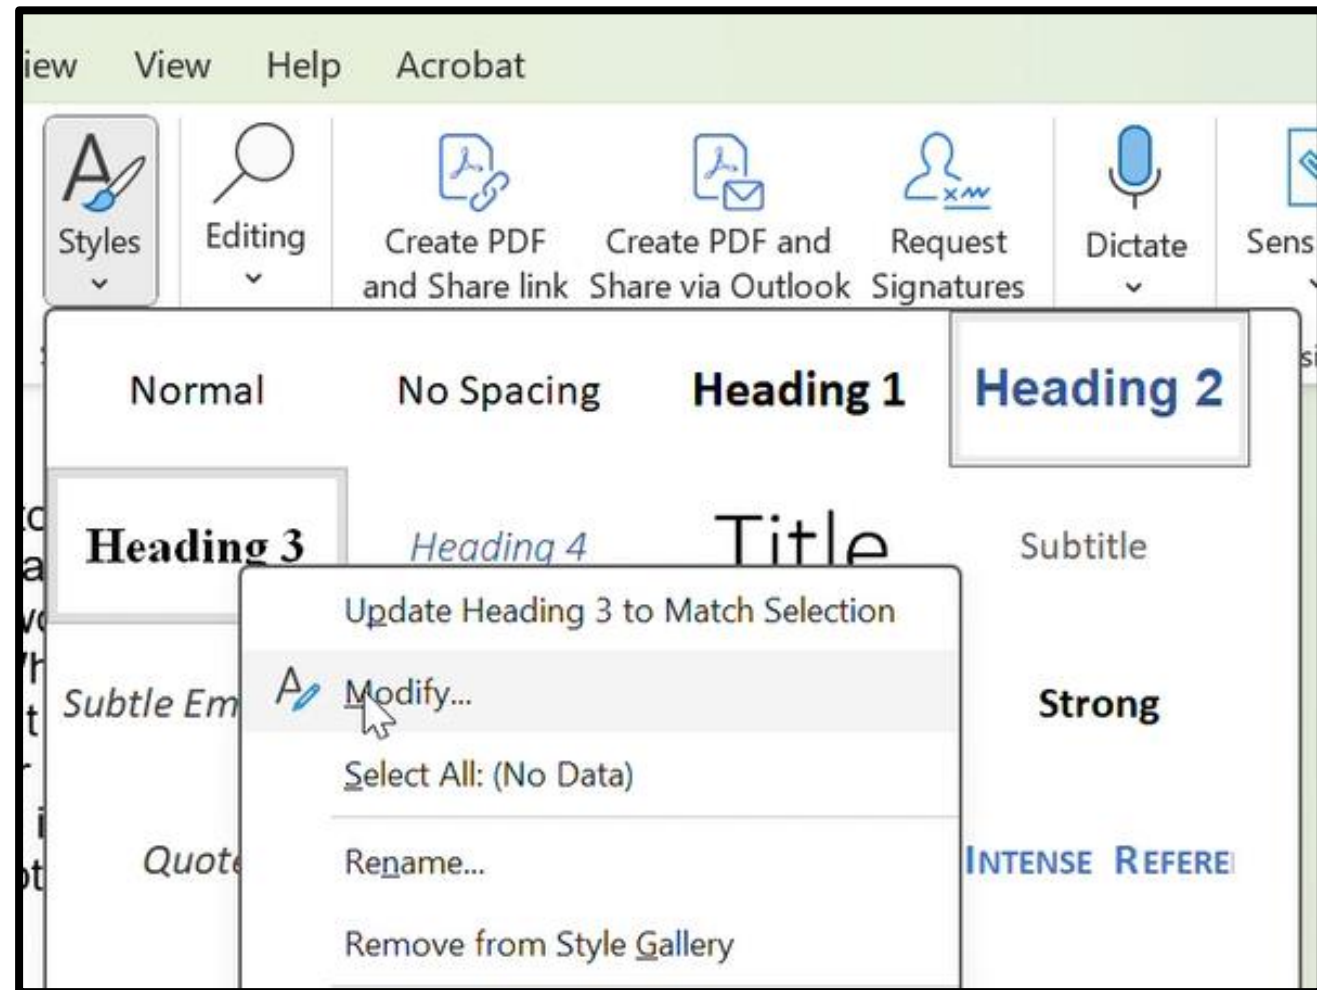 iew View Help Acrobat
Styles
Editing
Create PDF
and Share link
Create PDF and
Share via Outlook
Request
Signatures
Dictate
Sens
Normal No Spacing Heading 1 Heading 2
Heading 3 Heading 4 Title Subtitle
Subtle Em Strong
Quote INTENSE REFERE
Update Heading 3 to Match Selection
Modify...
Select All: (No Data)
Rename...
Remove from Style Gallery